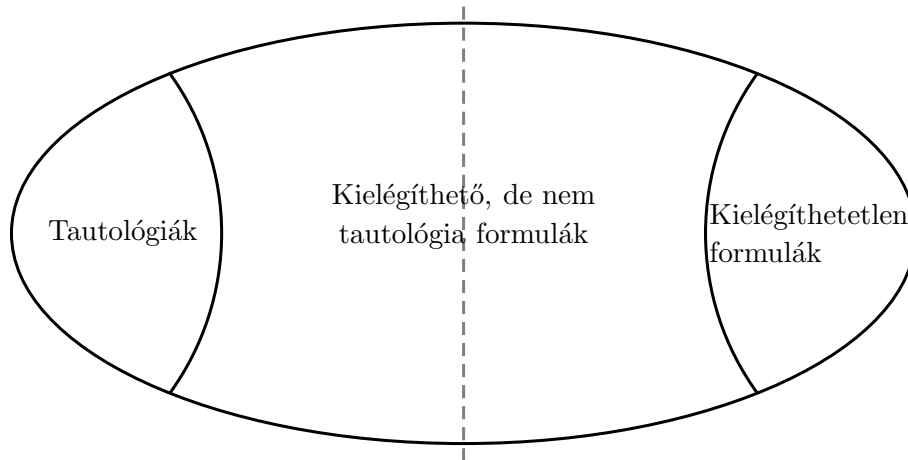 Tautológiák
Kielégíthető, de nem
tautológia formulák
Kielégíthetetlen
formulák